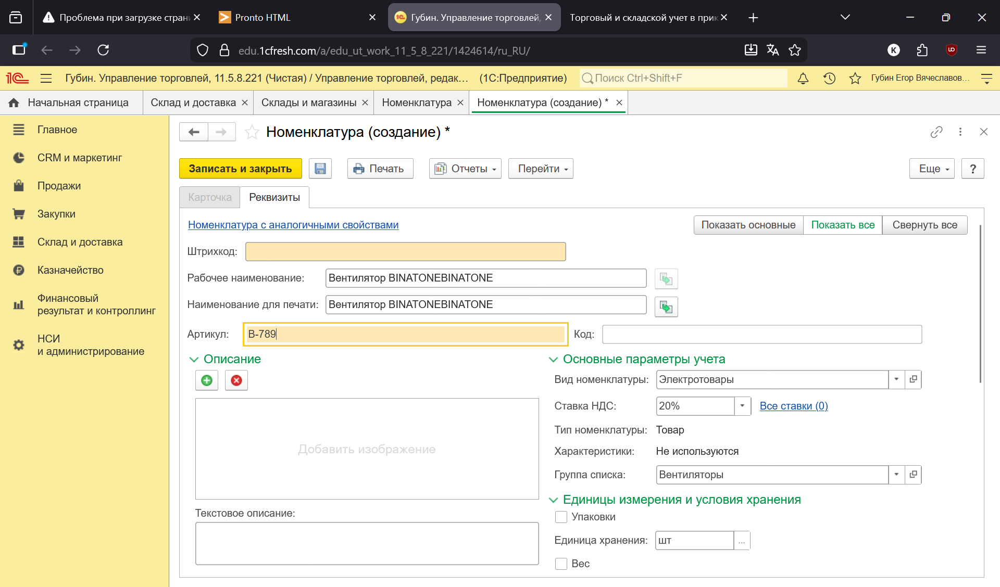 Проблема при загрузке стран
Pronto HTML
Губин. Управление торговлей,
Торговый и складской учет в прик
edu.1cfresh.com/a/edu_ut_work_11_5_8_221/1424614/ru_RU/
K
1С
Губин. Управление торговлей, 11.5.8.221 (Чистая) / Управление торговлей, редак... (1С:Предприятие)
Поиск Ctrl+Shift+F
Губин Егор Вячеславов...
Начальная страница
Склад и доставка
Склады и магазины
Номенклатура
Номенклатура (создание) *
Главное
CRM и маркетинг
Продажи
Закупки
Склад и доставка
Казначейство
Финансовый
результат и контроллинг
НСИ
и администрирование
Номенклатура (создание) *
Записать и закрыть
Печать
Отчеты
Перейти
Еще
?
Карточка
Реквизиты
Номенклатура с аналогичными свойствами
Показать основные
Показать все
Свернуть все
Штрихкод:
Рабочее наименование: Вентилятор BINATONEBINATONE
Наименование для печати: Вентилятор BINATONEBINATONE
Артикул: В-789
Код:
Описание
Добавить изображение
Текстовое описание:
Основные параметры учета
Вид номенклатуры: Электротовары
Ставка НДС: 20% Все ставки (0)
Тип номенклатуры: Товар
Характеристики: Не используются
Группа списка: Вентиляторы
Единицы измерения и условия хранения
Упаковки
Единица хранения: шт ...
Вес